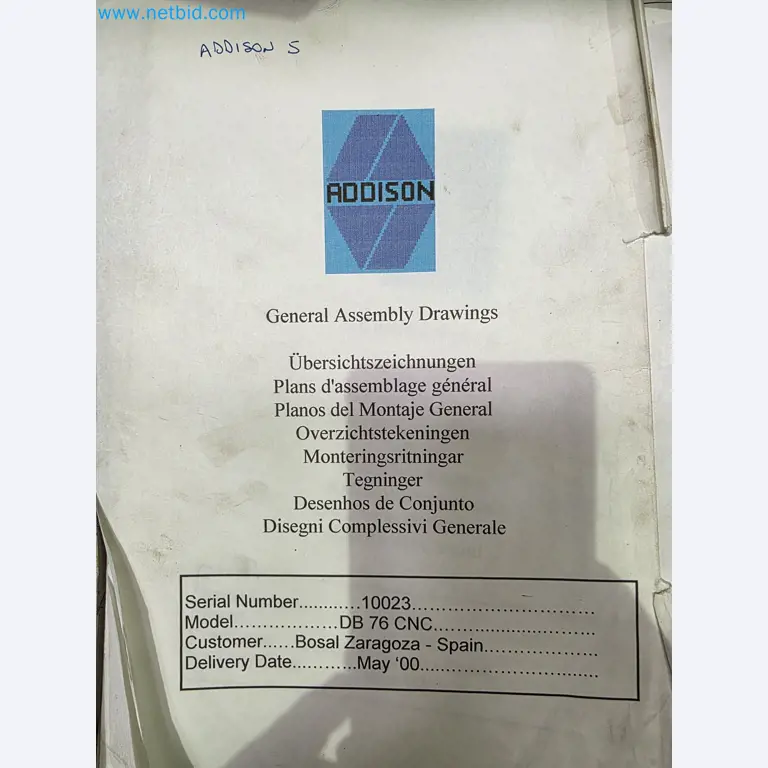 www.netbid.com
ADDISON 5
ADDISON
General Assembly Drawings
Übersichtszeichnungen
Plans d'assemblage général
Planos del Montaje General
Overzichtstekeningen
Monteringsritningar
Tegninger
Desenhos de Conjunto
Disegni Complessivi Generale
Serial Number............10023.................................
Model..................DB 76 CNC.............................
Customer......Bosal Zaragoza - Spain.....................
Delivery Date...........May ‘00................................